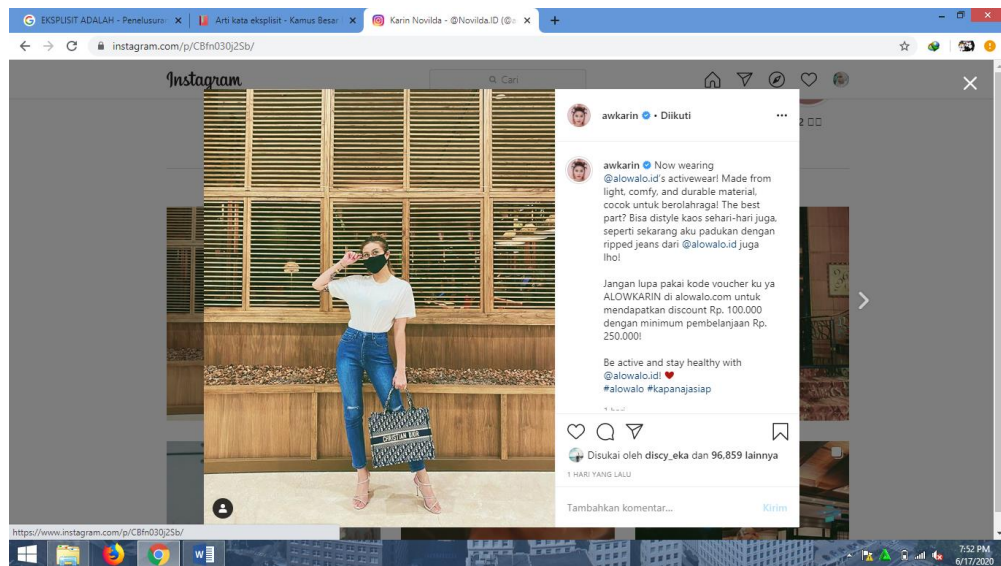 EKSPLISIT ADALAH - Penelusuran
Arti kata eksplisit - Kamus Besar
Karin Novilda - @Novilda.ID (@a
instagram.com/p/CBfn030j2Sb/
Instagram
Cari
awkarin • Diikuti
awkarin Now wearing
@alowalo.id's activewear! Made from
light, comfy, and durable material,
cocok untuk berolahraga! The best
part? Bisa distyle kaos sehari-hari juga,
seperti sekarang aku padukan dengan
ripped jeans dari @alowalo.id juga
lho!
Jangan lupa pakai kode voucher ku ya
ALOWKARIN di alowalo.com untuk
mendapatkan discount Rp. 100.000
dengan minimum pembelanjaan Rp.
250.000!
Be active and stay healthy with
@alowalo.id! ❤
#alowalo #kapanajasiap
1 hari
CHRISTIAN DIOR
Disukai oleh discy_eka dan 96,859 lainnya
1 HARI YANG LALU
Tambahkan komentar... Kirim
https://www.instagram.com/p/CBfn030j2Sb/
7:52 PM
6/17/2020